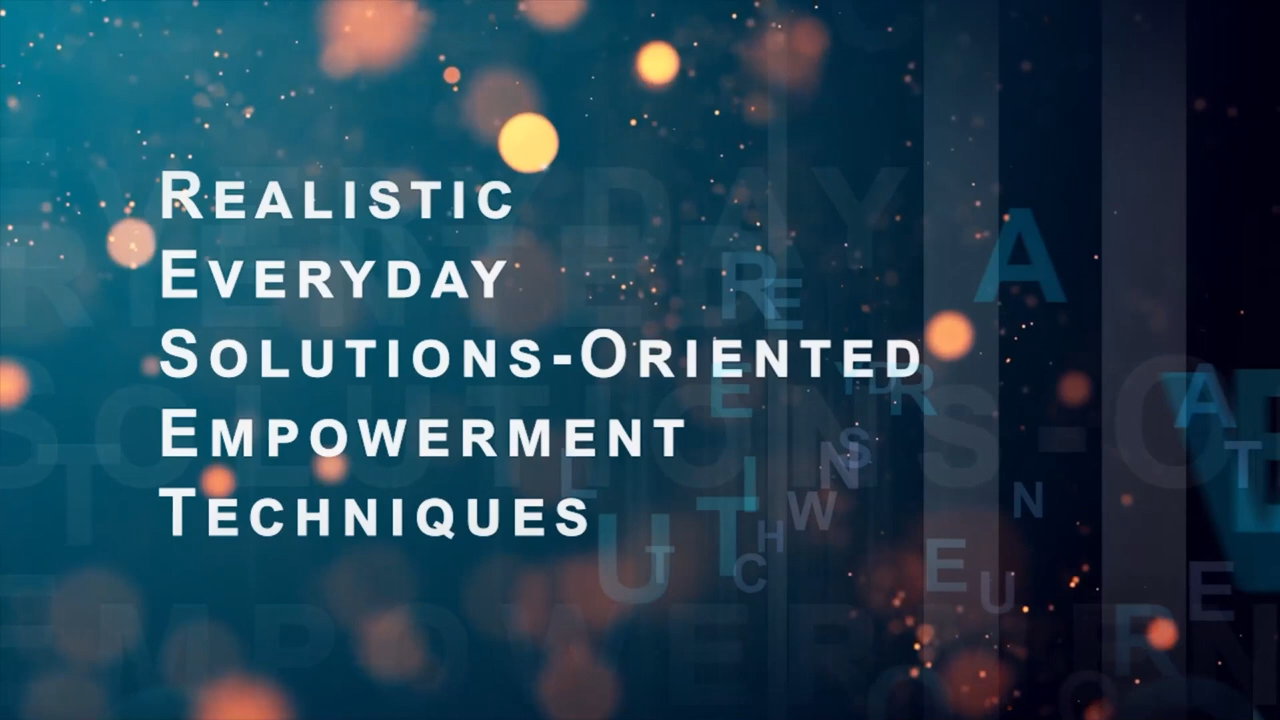 REALISTIC
EVERYDAY
SOLUTIONS-ORIENTED
EMPOWERMENT
TECHNIQUES